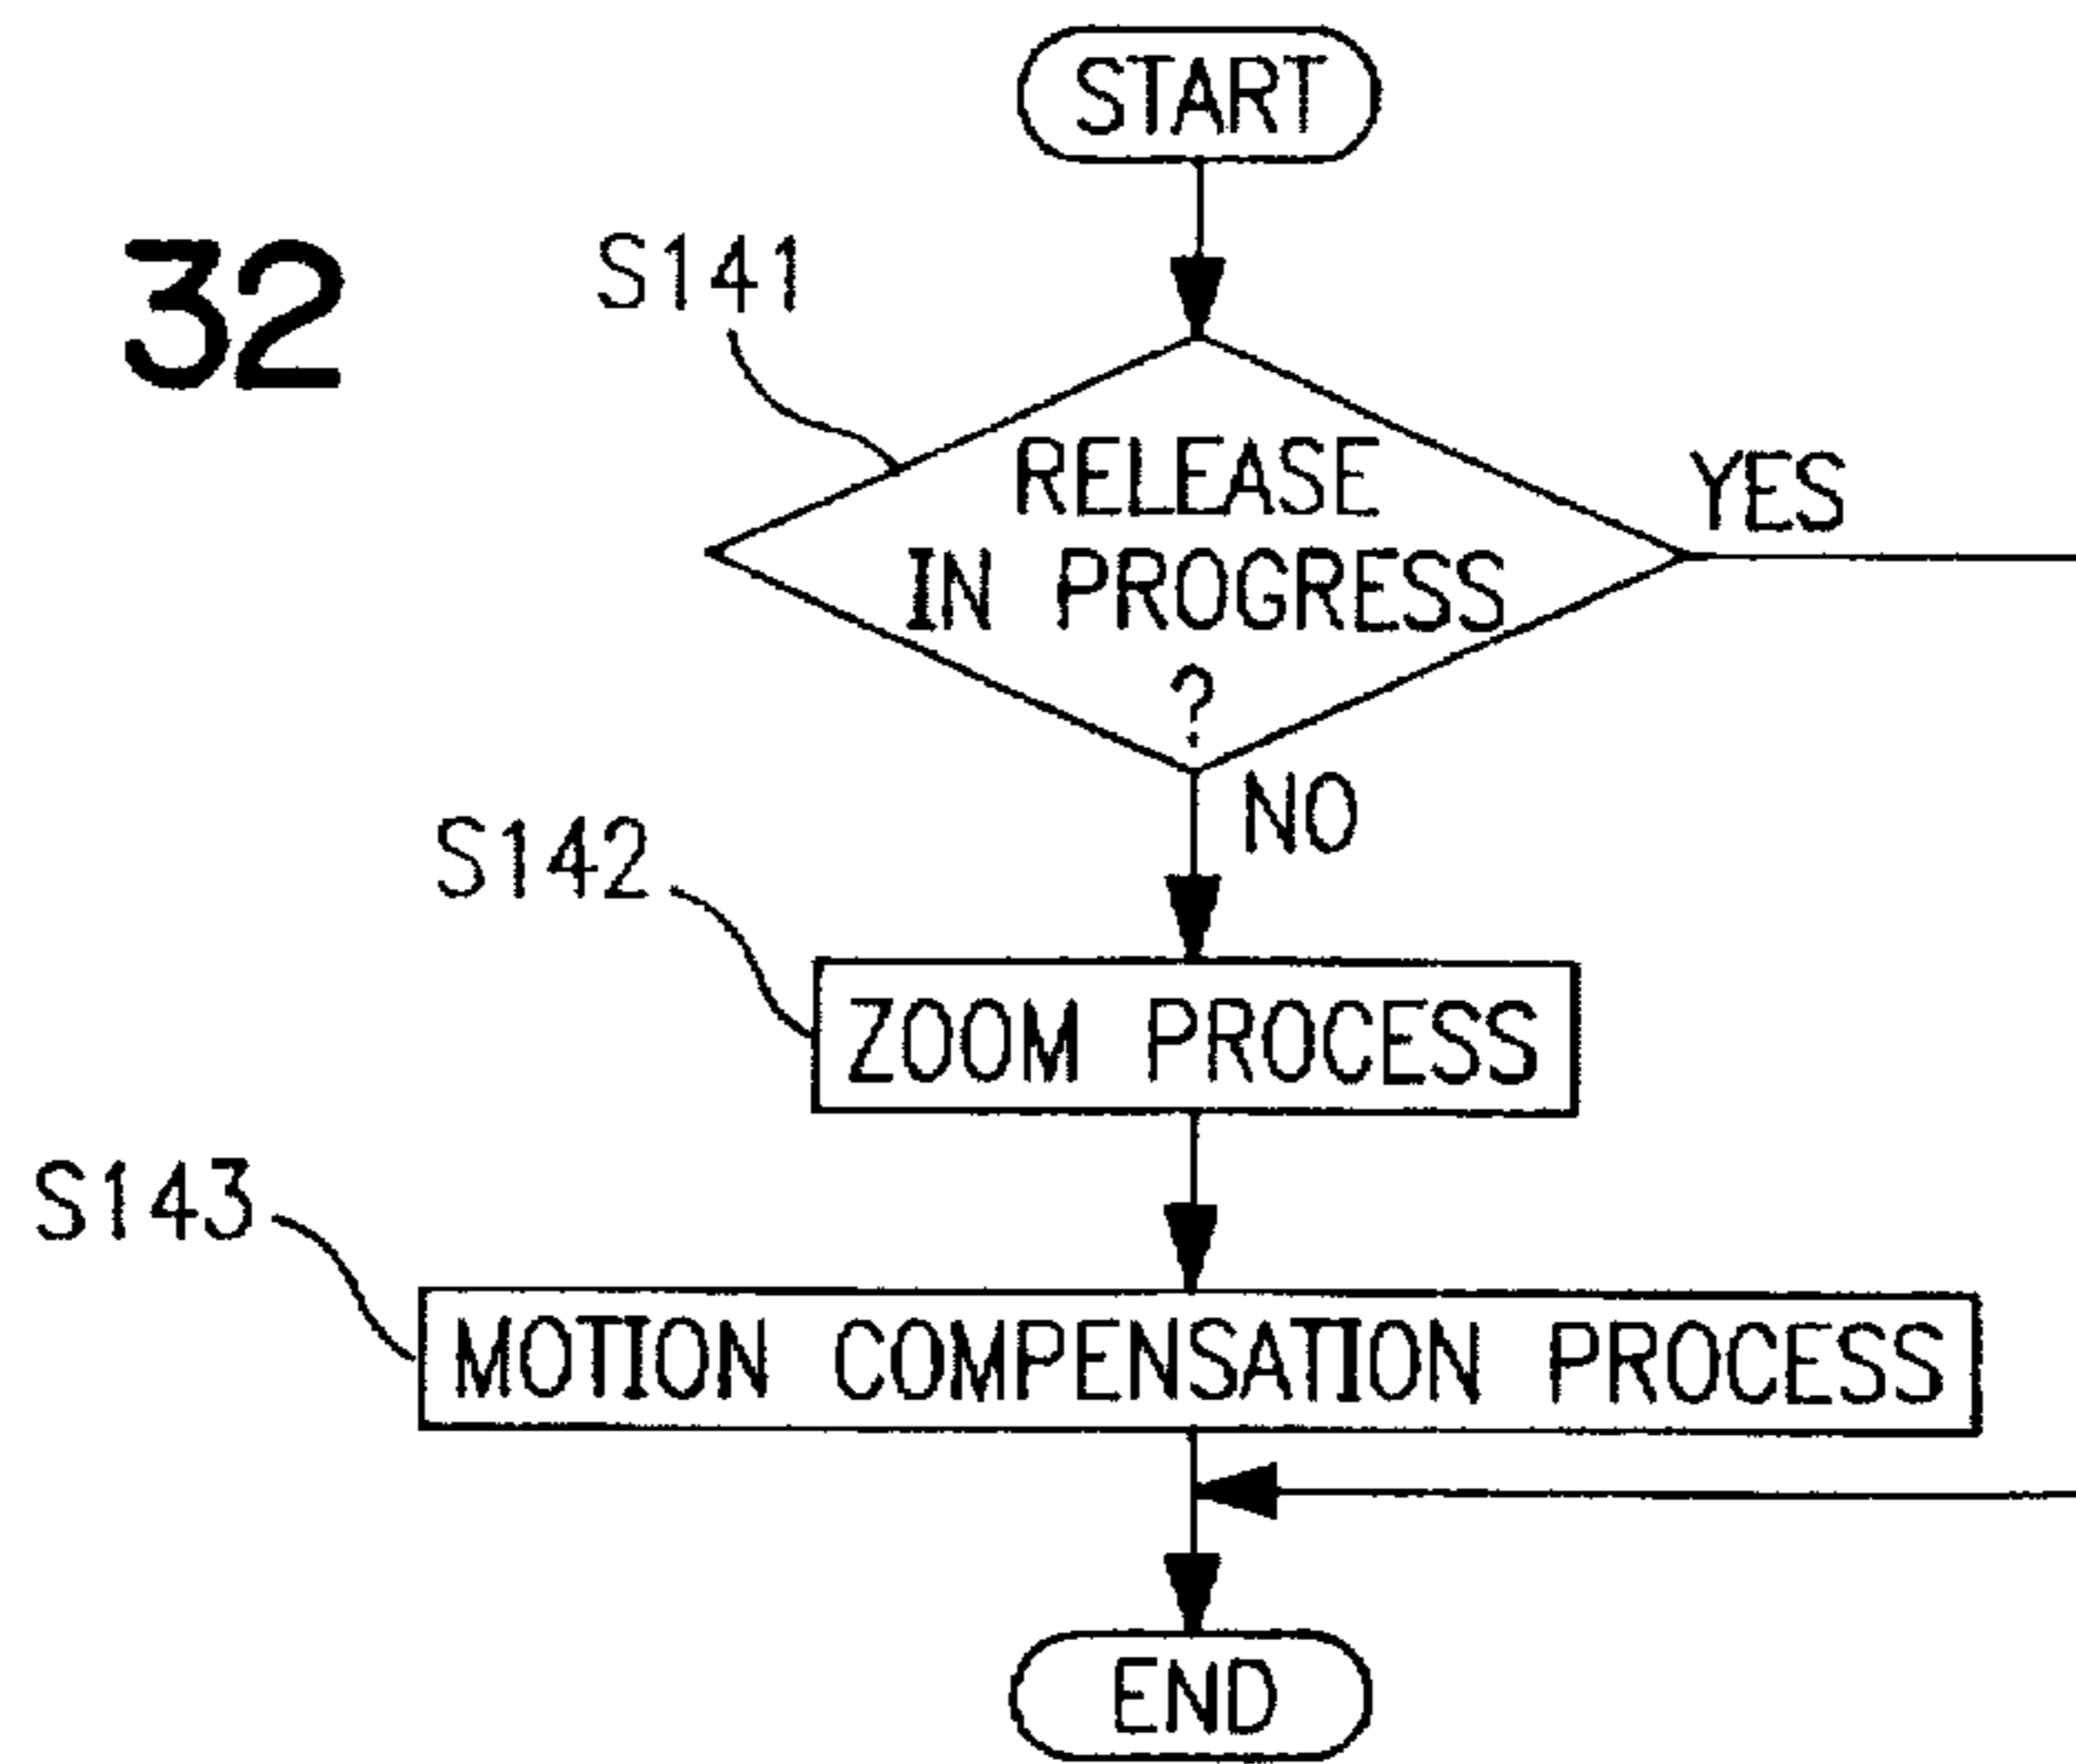 START
32
S141
RELEASE
IN PROGRESS
?
YES
NO
S142
ZOOM PROCESS
S143
MOTION COMPENSATION PROCESS
END